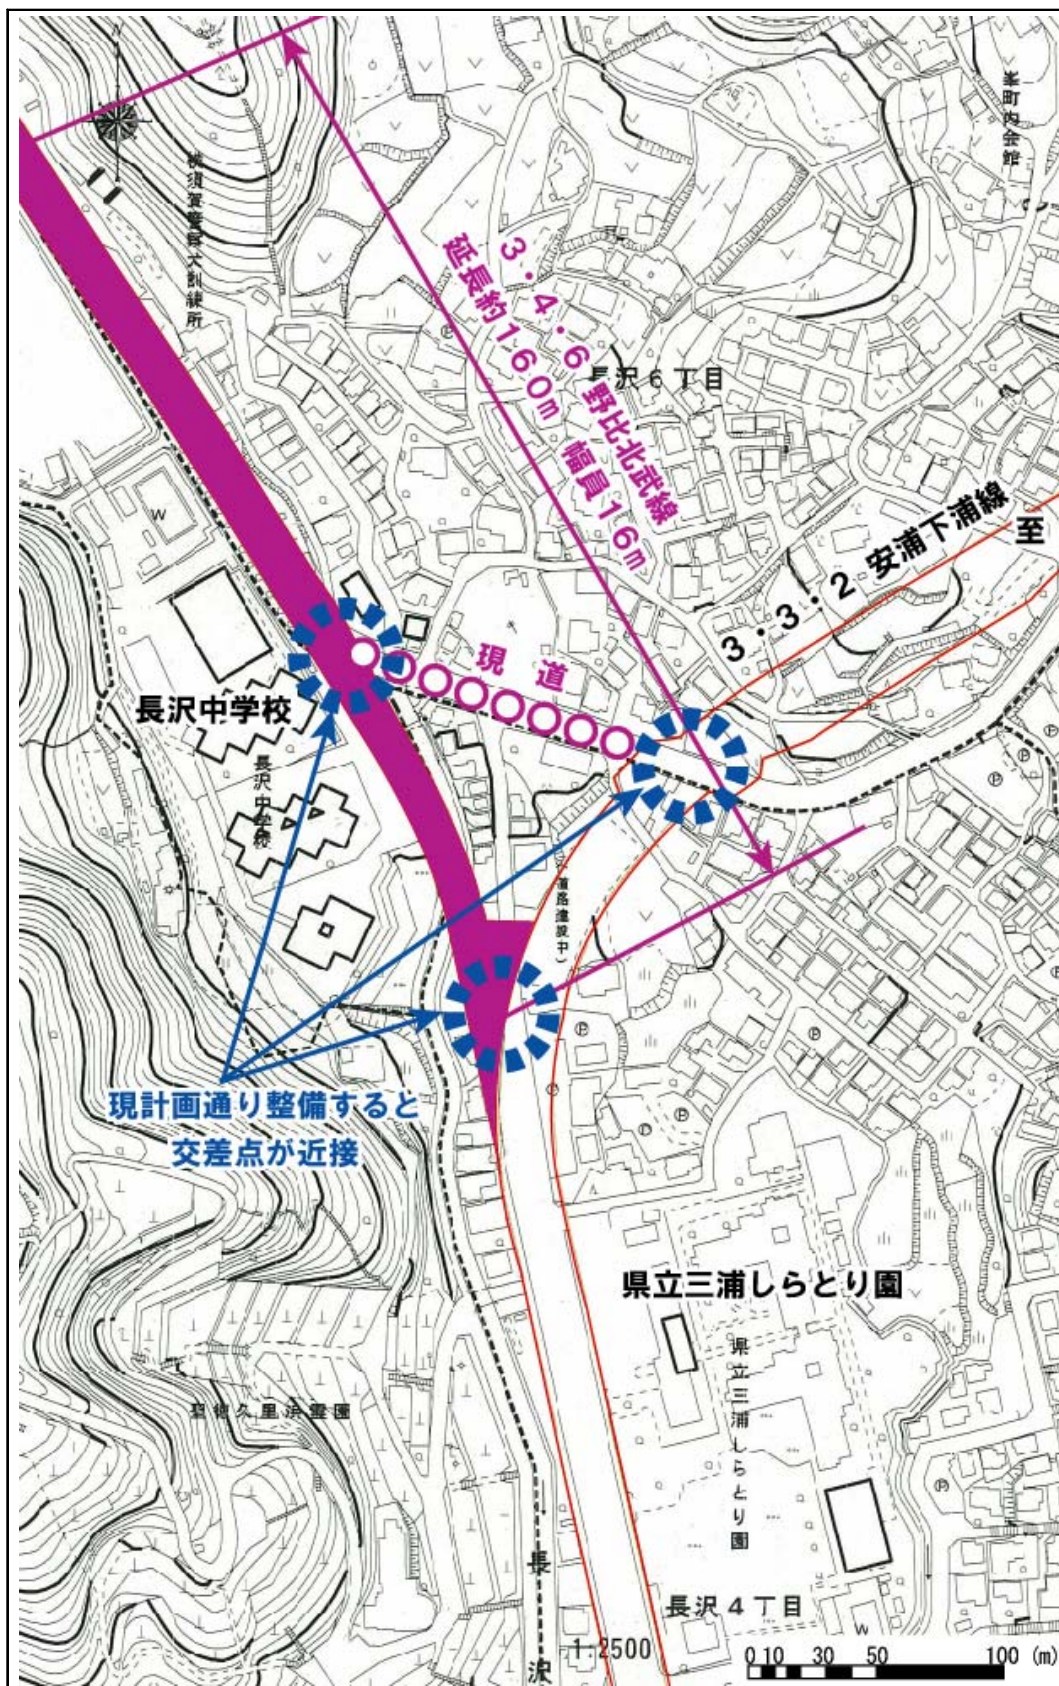 峯町内会館
横須賀警察犬訓練所
3・4・6 野比北武線
延長約160m 幅員16m
長沢6丁目
3・3・2 安浦下浦線
至
現 道
長沢中学校
長沢中学校
(道路建設中)
現計画通り整備すると
交差点が近接
県立三浦しらとり園
県立三浦しらとり園
長沢4丁目
長沢
1:2500
0 10 30 50 100 (m)